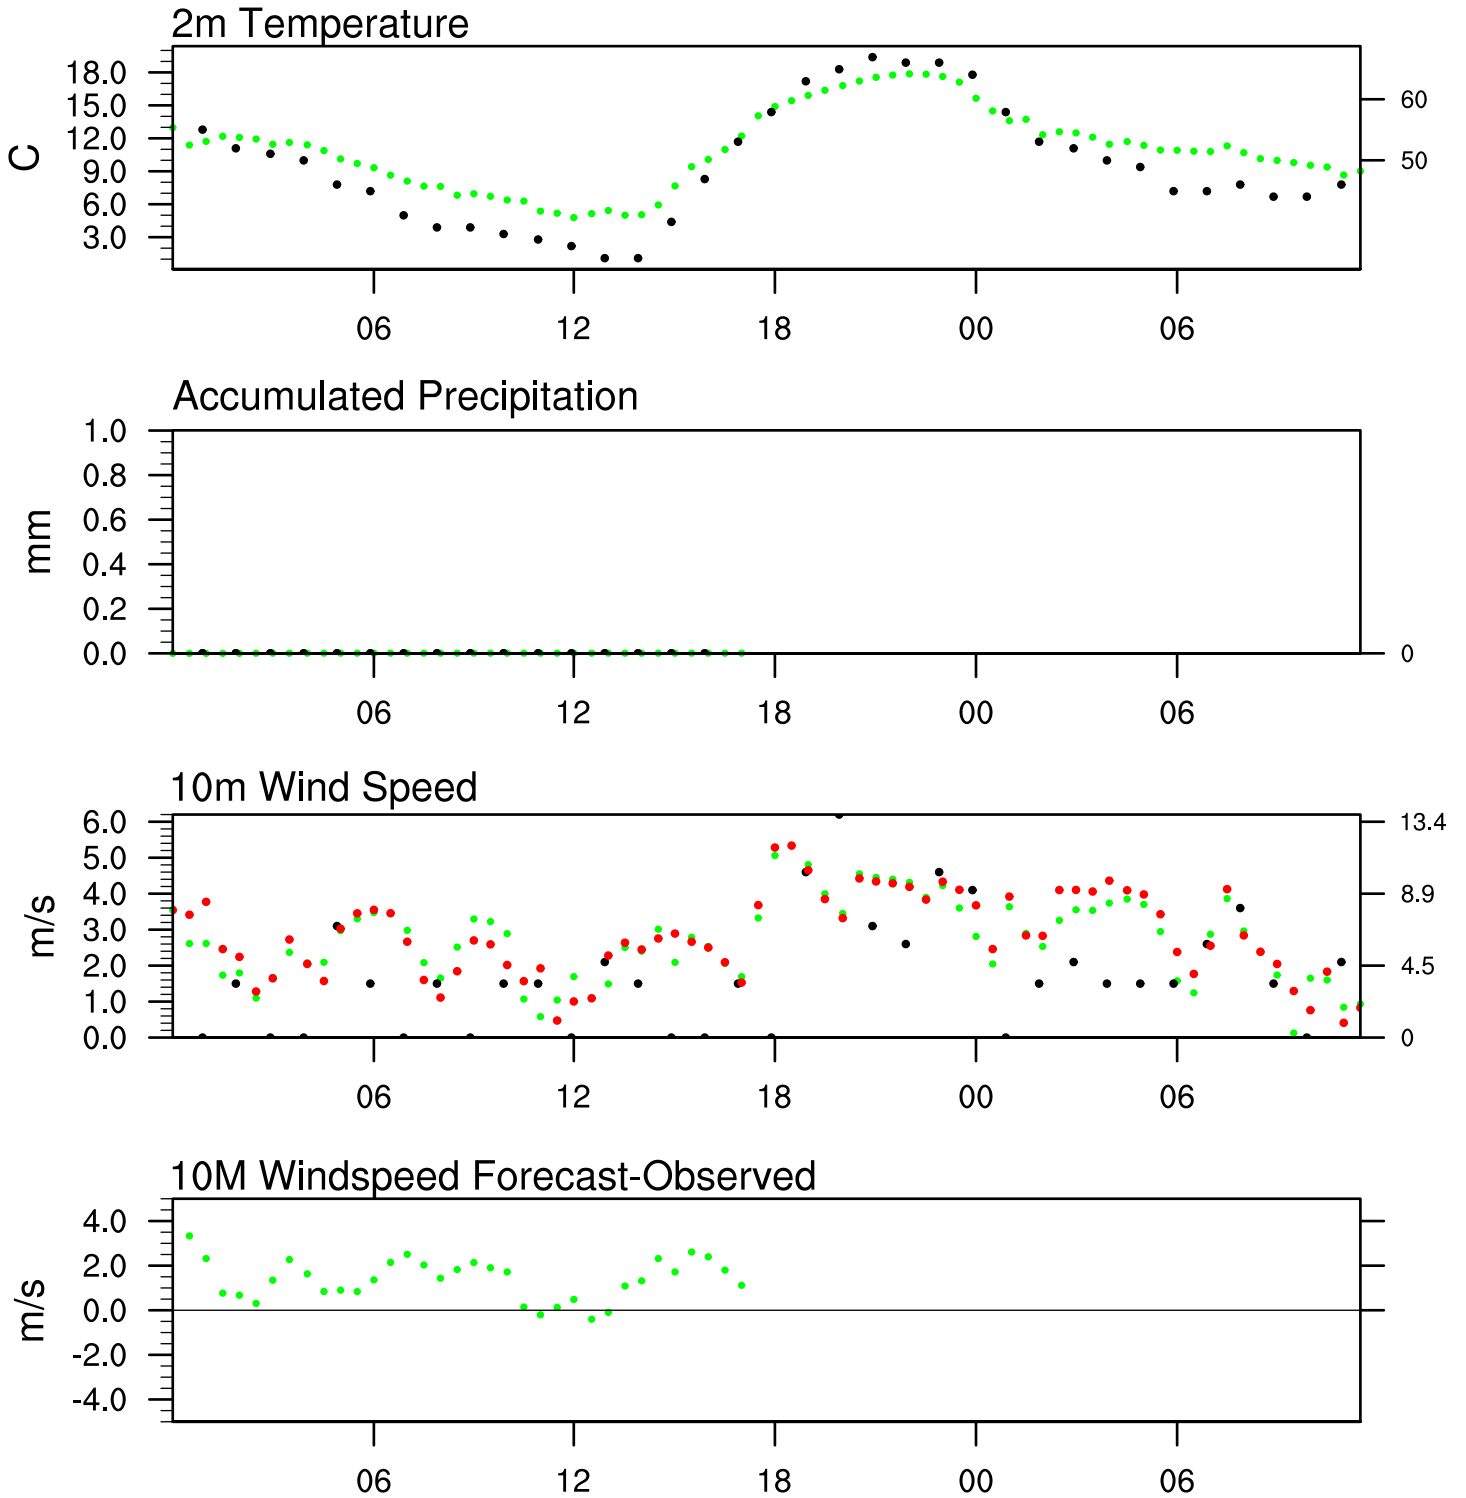 2m Temperature
18.0
15.0
12.0
9.0
6.0
3.0
C
60
50
06 12 18 00 06
Accumulated Precipitation
1.0
0.8
0.6
0.4
0.2
0.0
mm
0
06 12 18 00 06
10m Wind Speed
6.0
5.0
4.0
3.0
2.0
1.0
0.0
m/s
13.4
8.9
4.5
0
06 12 18 00 06
10M Windspeed Forecast-Observed
4.0
2.0
0.0
-2.0
-4.0
m/s
06 12 18 00 06